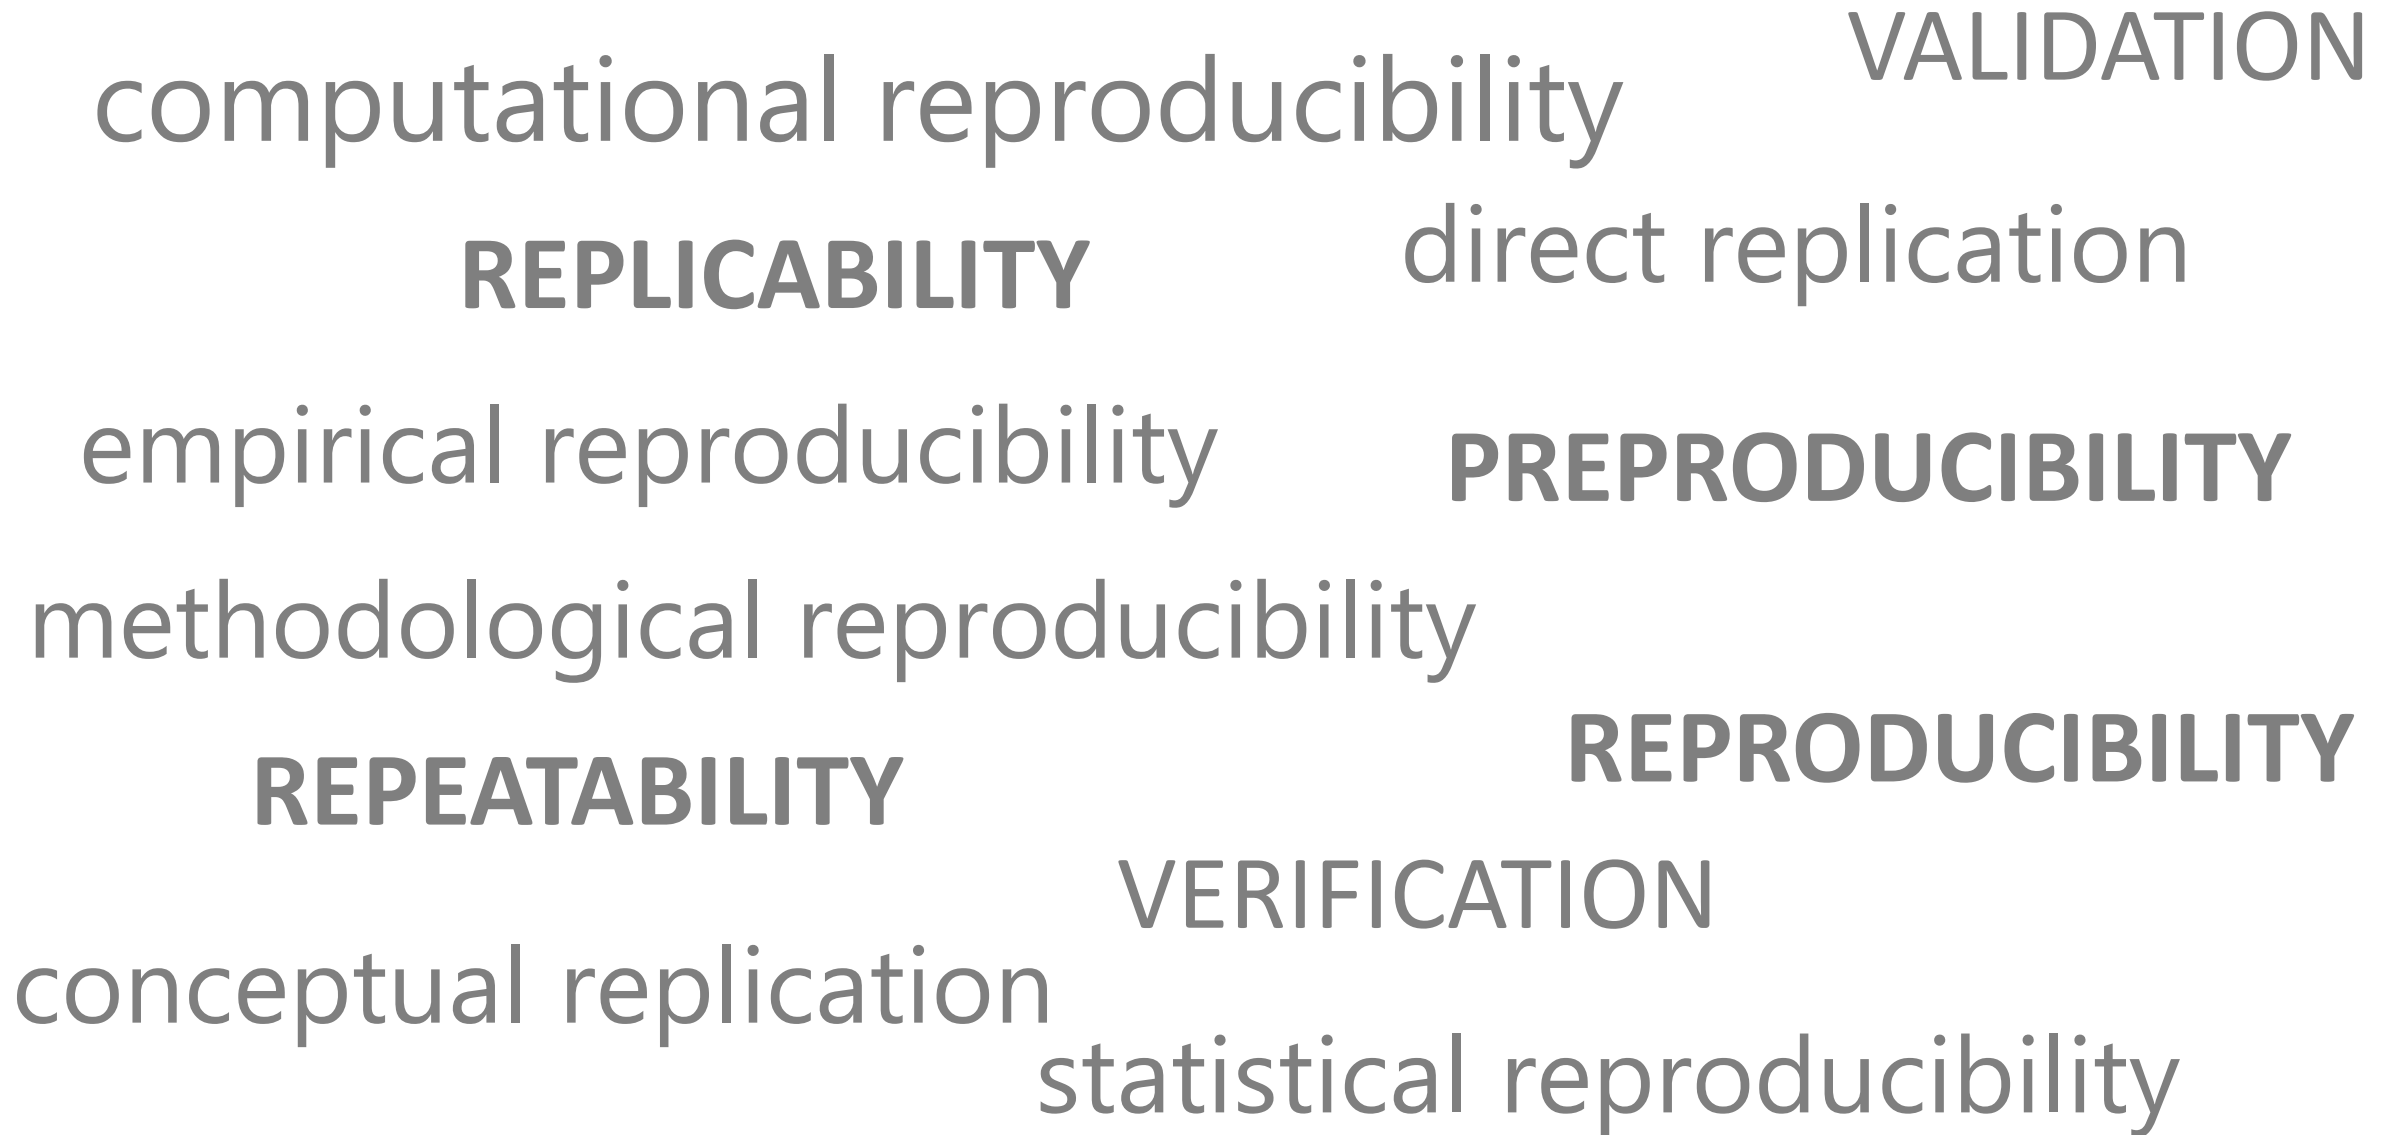 VALIDATION
computational reproducibility
direct replication
REPLICABILITY
empirical reproducibility
PREPRODUCIBILITY
methodological reproducibility
REPRODUCIBILITY
REPEATABILITY
VERIFICATION
conceptual replication
statistical reproducibility